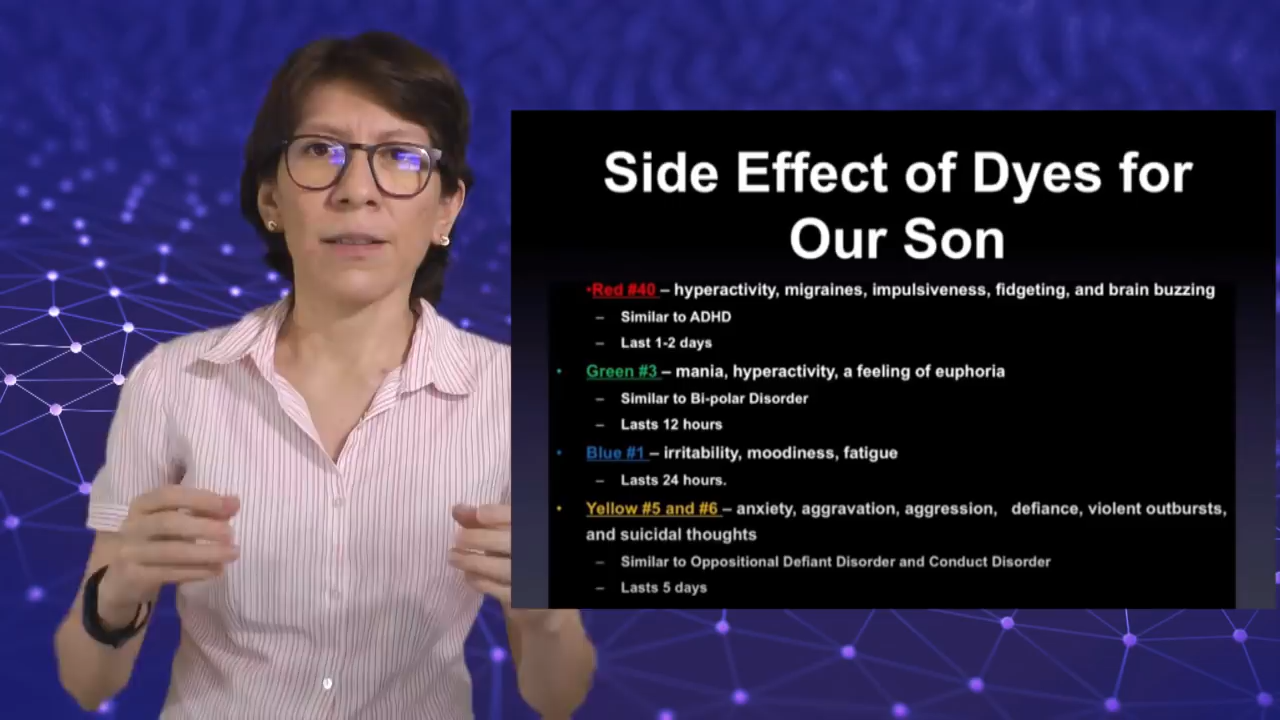 Side Effect of Dyes for
Our Son
•Red #40 – hyperactivity, migraines, impulsiveness, fidgeting, and brain buzzing
– Similar to ADHD
– Last 1-2 days
• Green #3 – mania, hyperactivity, a feeling of euphoria
– Similar to Bi-polar Disorder
– Lasts 12 hours
• Blue #1 – irritability, moodiness, fatigue
– Lasts 24 hours.
• Yellow #5 and #6 – anxiety, aggravation, aggression, defiance, violent outbursts,
and suicidal thoughts
– Similar to Oppositional Defiant Disorder and Conduct Disorder
– Lasts 5 days